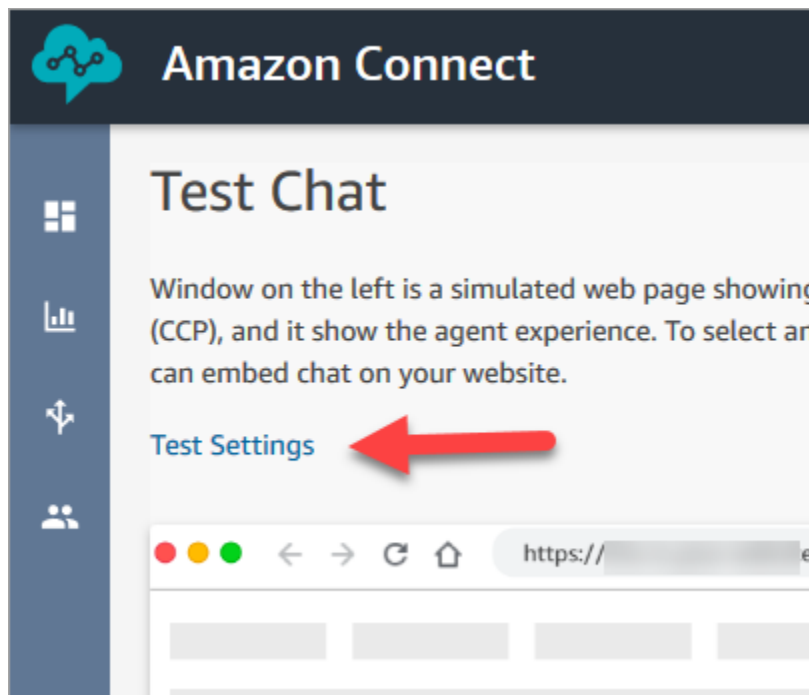 Amazon Connect
Test Chat
Window on the left is a simulated web page showing
(CCP), and it show the agent experience. To select an
can embed chat on your website.
Test Settings
https://